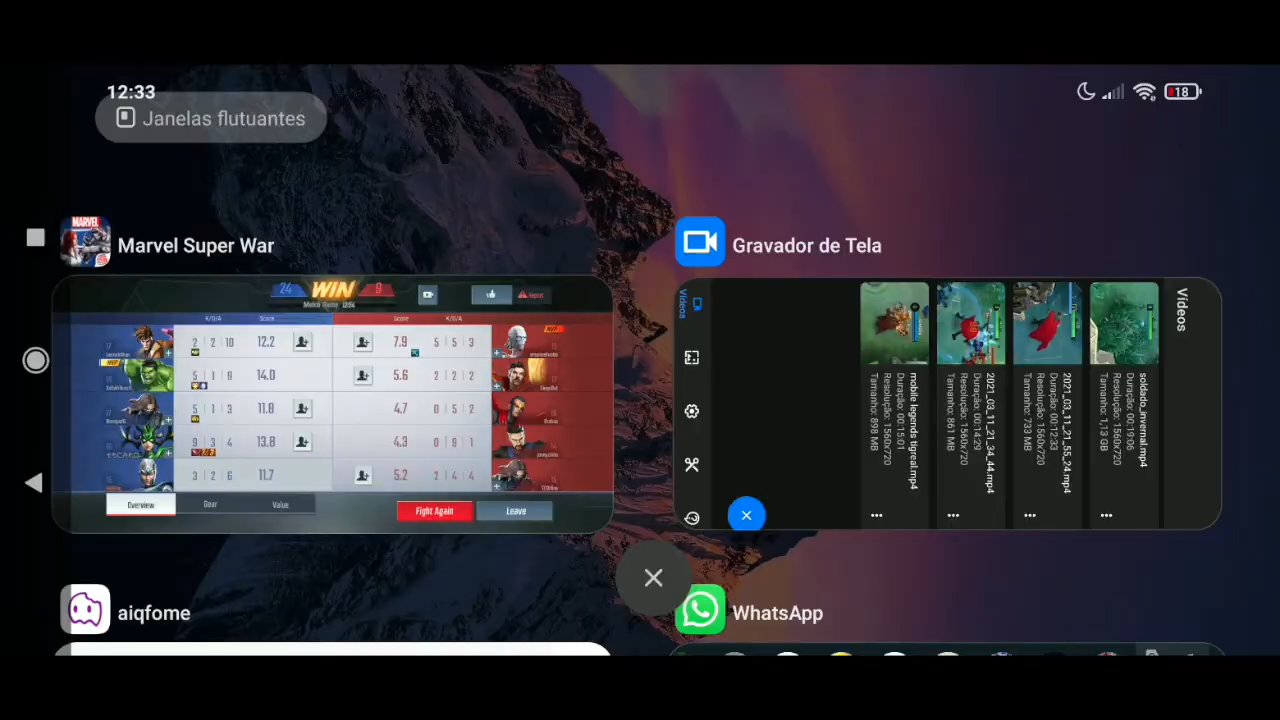 12:33
18
Janelas flutuantes
MARVEL
Marvel Super War
Gravador de Tela
24 WIN 9
Match Game
Report
K/D/A Score Score K/D/A
2 | 2 | 10 12.2 7.9 5 | 5 | 3
5 | 1 | 9 14.0 5.6 2 | 2 | 2
5 | 1 | 3 11.8 4.7 0 | 5 | 2
9 | 3 | 4 13.8 4.3 0 | 9 | 1
3 | 2 | 6 11.7 5.2 2 | 4 | 4
Overview Gear Value
Fight Again Leave
Vídeos
Vídeos
soldado_invernal.mp4
Duração: 00:19:06
Resolução: 1560x720
Tamanho: 1,13 GB
2021_03_11_21_55_24.mp4
Duração: 00:12:33
Resolução: 1560x720
Tamanho: 733 MB
2021_03_11_21_34_44.mp4
Duração: 00:14:29
Resolução: 1560x720
Tamanho: 861 MB
mobile legends tigreal.mp4
Duração: 00:15:01
Resolução: 1560x720
Tamanho: 898 MB
aiqfome
WhatsApp